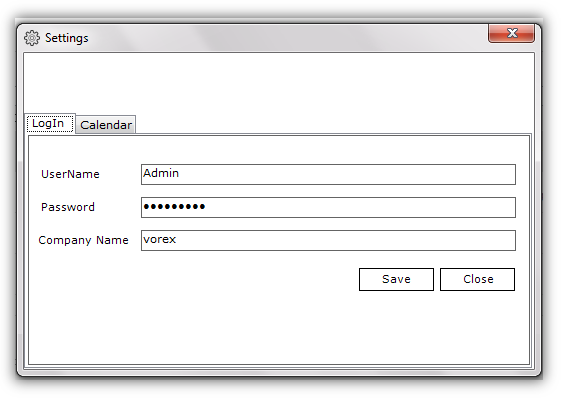 Settings
LogIn Calendar
UserName Admin
Password •••••••••
Company Name vorex
Save Close